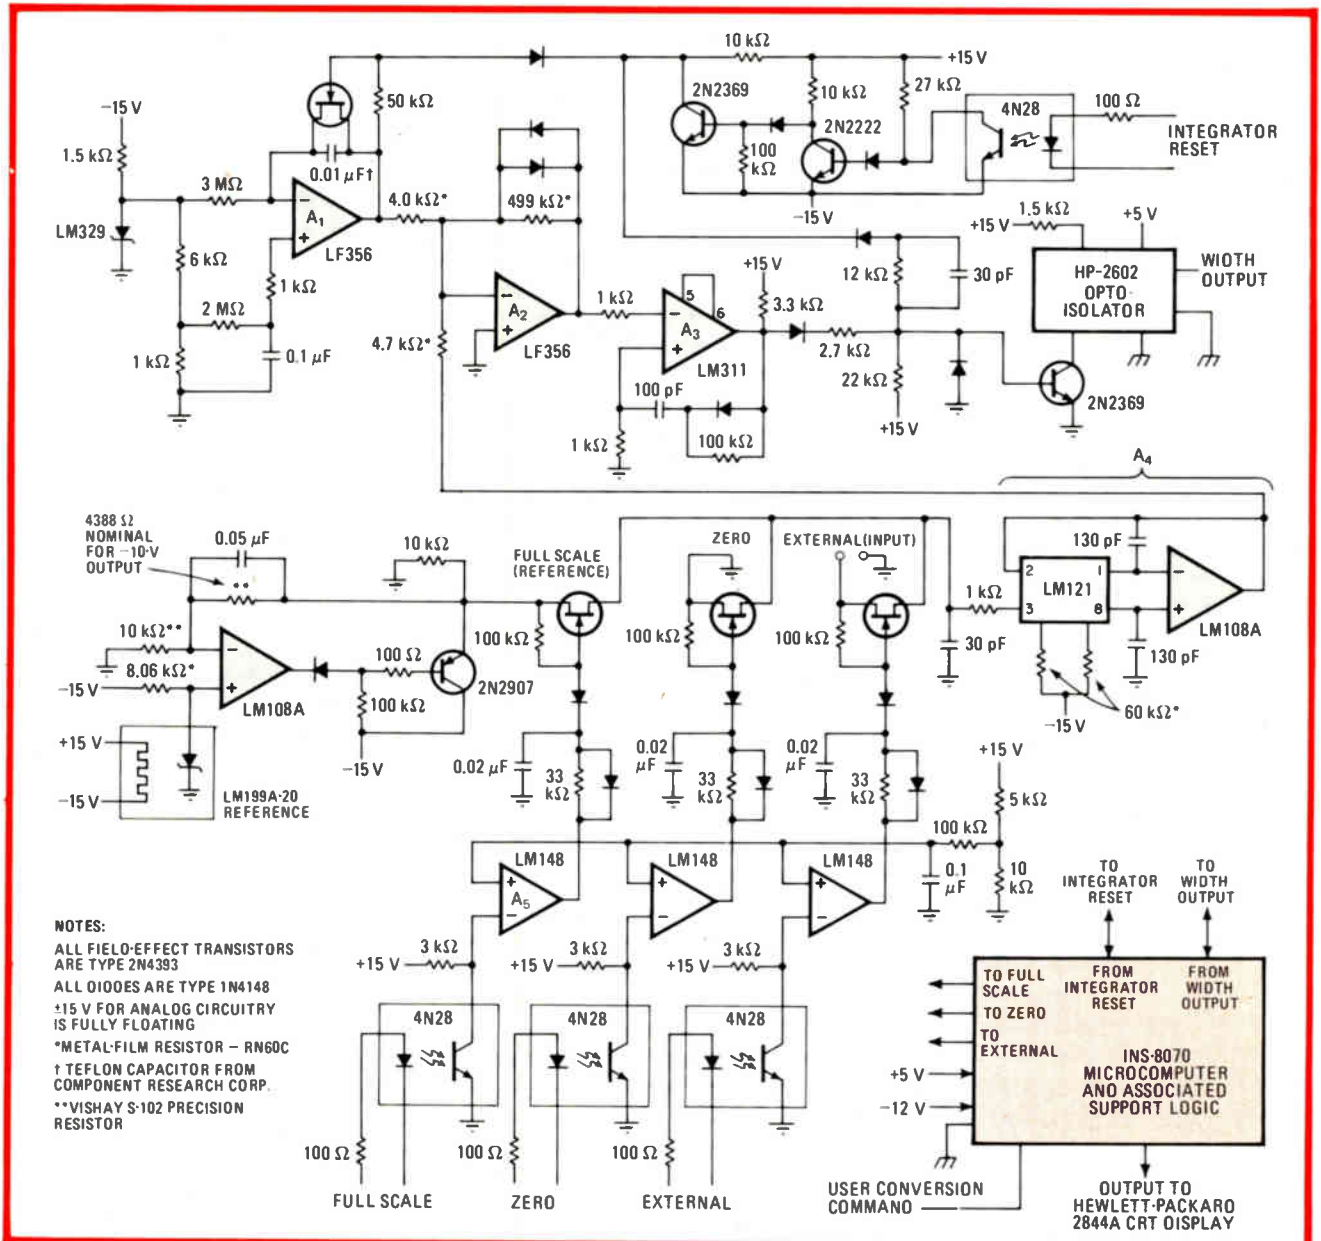 10 kΩ
+15 V
2N2369
10 kΩ
27 kΩ
4N28
100 Ω
−15 V
50 kΩ
2N2222
INTEGRATOR
RESET
1.5 kΩ
100
kΩ
0.01 µF†
3 MΩ
4.0 kΩ*
499 kΩ*
−15 V
+15 V
1.5 kΩ
+5 V
LM329
−
A1
+
LF356
6 kΩ
1 kΩ
+15 V
12 kΩ
30 pF
HP-2602
OPTO-
ISOLATOR
WIOTH
OUTPUT
2 MΩ
−
A2
+
1 kΩ
5
6
−
A3
+
3.3 kΩ
1 kΩ
0.1 µF
4.7 kΩ*
LF356
LM311
2.7 kΩ
100 pF
22 kΩ
2N2369
1 kΩ
100 kΩ
+15 V
A4
4388 Ω
NOMINAL
FOR −10-V
OUTPUT
0.05 µF
**
10 kΩ
FULL SCALE
(REFERENCE)
ZERO
EXTERNAL(INPUT)
130 pF
2
1
LM121
3
8
−
+
1 kΩ
LM108A
10 kΩ**
8.06 kΩ*
−15 V
−
+
LM108A
100 Ω
2N2907
100 kΩ
100 kΩ
100 kΩ
100 kΩ
30 pF
130 pF
60 kΩ*
−15 V
+15 V
−15 V
LM199A-20
REFERENCE
−15 V
0.02 µF
33
kΩ
0.02
µF
33
kΩ
0.02
µF
33
kΩ
+15 V
5 kΩ
100 kΩ
0.1
µF
10
kΩ
LM148
LM148
LM148
+
A5
−
+
−
+
−
TO
INTEGRATOR
RESET
TO
WIDTH
OUTPUT
NOTES:
ALL FIELO-EFFECT TRANSISTORS
ARE TYPE 2N4393
ALL OIODES ARE TYPE 1N4148
±15 V FOR ANALOG CIRCUITRY
IS FULLY FLOATING
*METAL-FILM RESISTOR – RN60C
† TEFLON CAPACITOR FROM
COMPONENT RESEARCH CORP.
**VISHAY S-102 PRECISION
RESISTOR
+15 V
3 kΩ
+15 V
3 kΩ
+15 V
3 kΩ
4N28
4N28
4N28
100 Ω
100 Ω
100 Ω
FULL SCALE
ZERO
EXTERNAL
TO FULL
SCALE
TO ZERO
TO
EXTERNAL
FROM
INTEGRATOR
RESET
FROM
WIDTH
OUTPUT
+5 V
−12 V
INS-8070
MICROCOMPUTER
AND ASSOCIATED
SUPPORT LOGIC
USER CONVERSION
COMMANO
OUTPUT TO
HEWLETT-PACKARO
2844A CRT DISPLAY